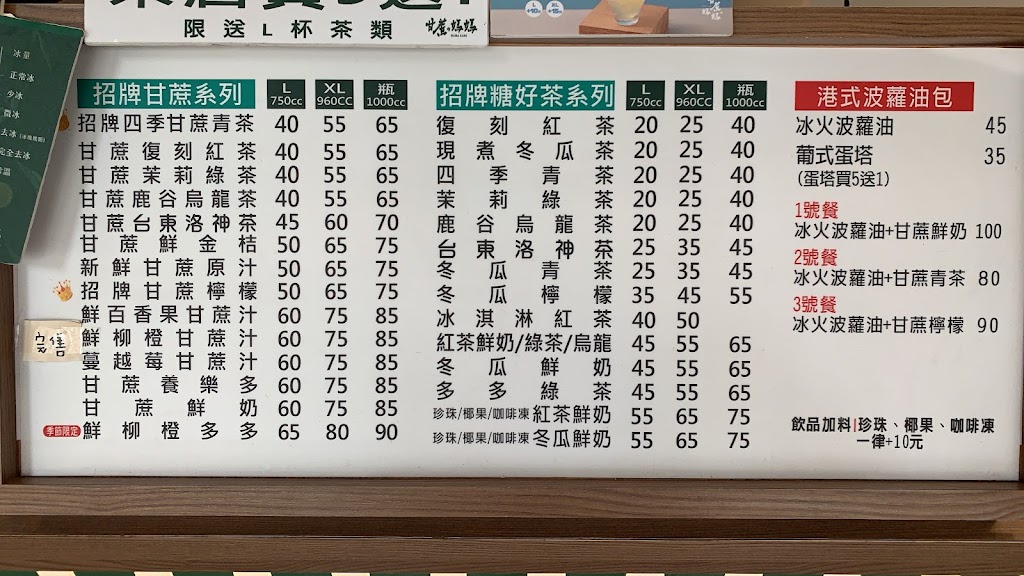 限送L杯茶類
甘蔗媽媽
冰量
正常冰
少冰
微冰
去冰
完全去冰
常溫
招牌甘蔗系列 L 750cc XL 960CC 瓶 1000cc
招牌四季甘蔗青茶 40 55 65
甘蔗復刻紅茶 40 55 65
甘蔗茉莉綠茶 40 55 65
甘蔗鹿谷烏龍茶 40 55 65
甘蔗台東洛神茶 45 60 70
甘蔗鮮金桔 50 65 75
新鮮甘蔗原汁 50 65 75
招牌甘蔗檸檬 50 65 75
鮮百香果甘蔗汁 60 75 85
完售 鮮柳橙甘蔗汁 60 75 85
蔓越莓甘蔗汁 60 75 85
甘蔗養樂多 60 75 85
甘蔗鮮奶 60 75 85
季節限定 鮮柳橙多多 65 80 90
招牌糖好茶系列 L 750cc XL 960CC 瓶 1000cc
復刻紅茶 20 25 40
現煮冬瓜茶 20 25 40
四季青茶 20 25 40
茉莉綠茶 20 25 40
鹿谷烏龍茶 20 25 40
台東洛神茶 25 35 45
冬瓜青茶 25 35 45
冬瓜檸檬 35 45 55
冰淇淋紅茶 40 50
紅茶鮮奶/綠茶/烏龍 45 55 65
冬瓜鮮奶 45 55 65
多多綠茶 45 55 65
珍珠/椰果/咖啡凍紅茶鮮奶 55 65 75
珍珠/椰果/咖啡凍冬瓜鮮奶 55 65 75
港式波蘿油包
冰火波蘿油 45
葡式蛋塔 35
(蛋塔買5送1)
1號餐
冰火波蘿油+甘蔗鮮奶 100
2號餐
冰火波蘿油+甘蔗青茶 80
3號餐
冰火波蘿油+甘蔗檸檬 90
飲品加料|珍珠、椰果、咖啡凍
一律+10元